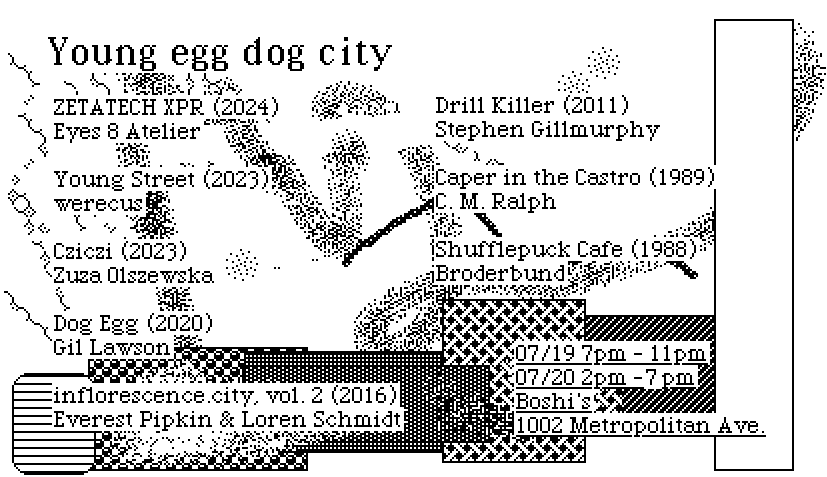 Young egg dog city
ZETATECH XPR (2024)
Eyes 8 Atelier
Young Street (2023)
werecus
Cziczi (2023)
Zuza Olszewska
Dog Egg (2020)
Gil Lawson
inflorescence.city, vol. 2 (2016)
Everest Pipkin & Loren Schmidt
Drill Killer (2011)
Stephen Gillmurphy
Caper in the Castro (1989)
C. M. Ralph
Shufflepuck Cafe (1988)
Broderbund
07/19 7pm - 11pm
07/20 2pm - 7pm
Boshi's
1002 Metropolitan Ave.